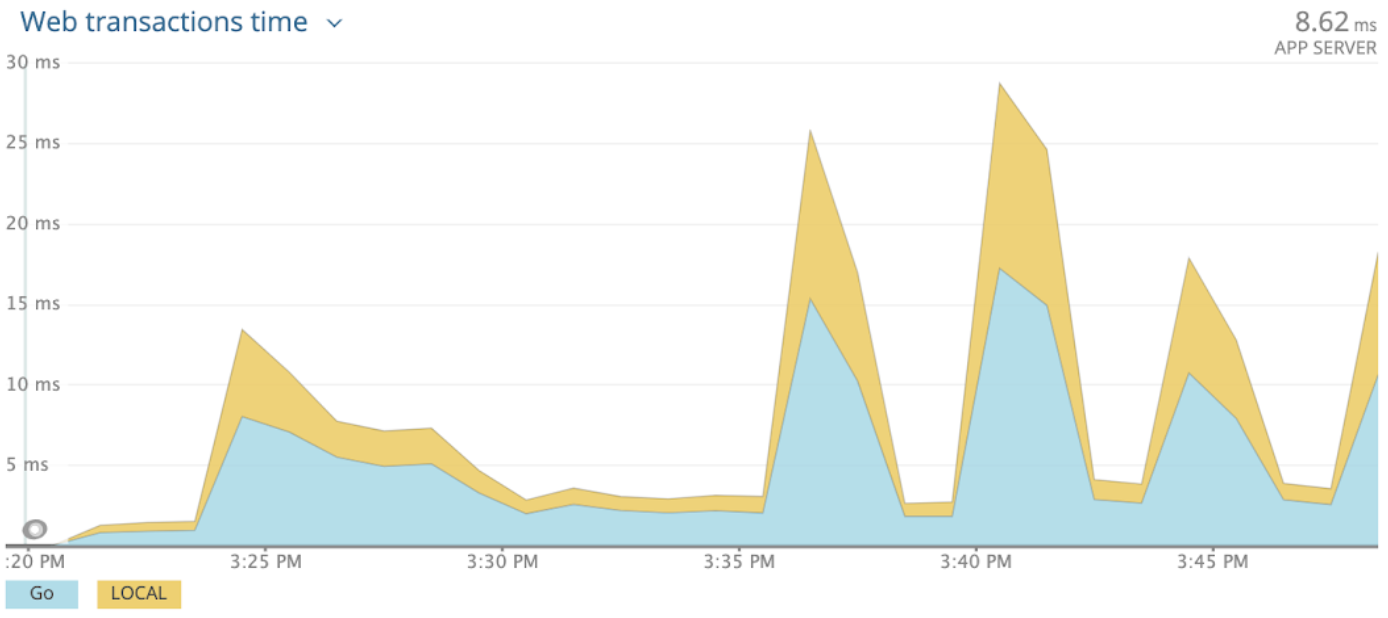 Web transactions time
8.62 ms
APP SERVER
30 ms
25 ms
20 ms
15 ms
10 ms
5 ms
:20 PM 3:25 PM 3:30 PM 3:35 PM 3:40 PM 3:45 PM
Go LOCAL